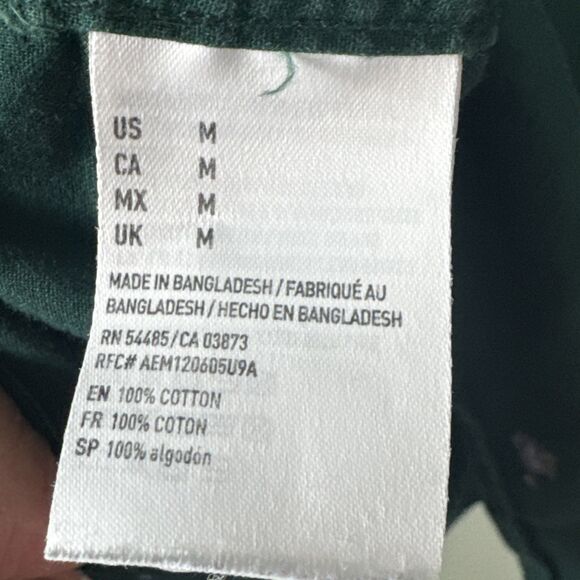 US M
CA M
MX M
UK M
MADE IN BANGLADESH / FABRIQUÉ AU
BANGLADESH / HECHO EN BANGLADESH
RN 54485 / CA 03873
RFC# AEM120605U9A
EN 100% COTTON
FR 100% COTON
SP 100% algodón